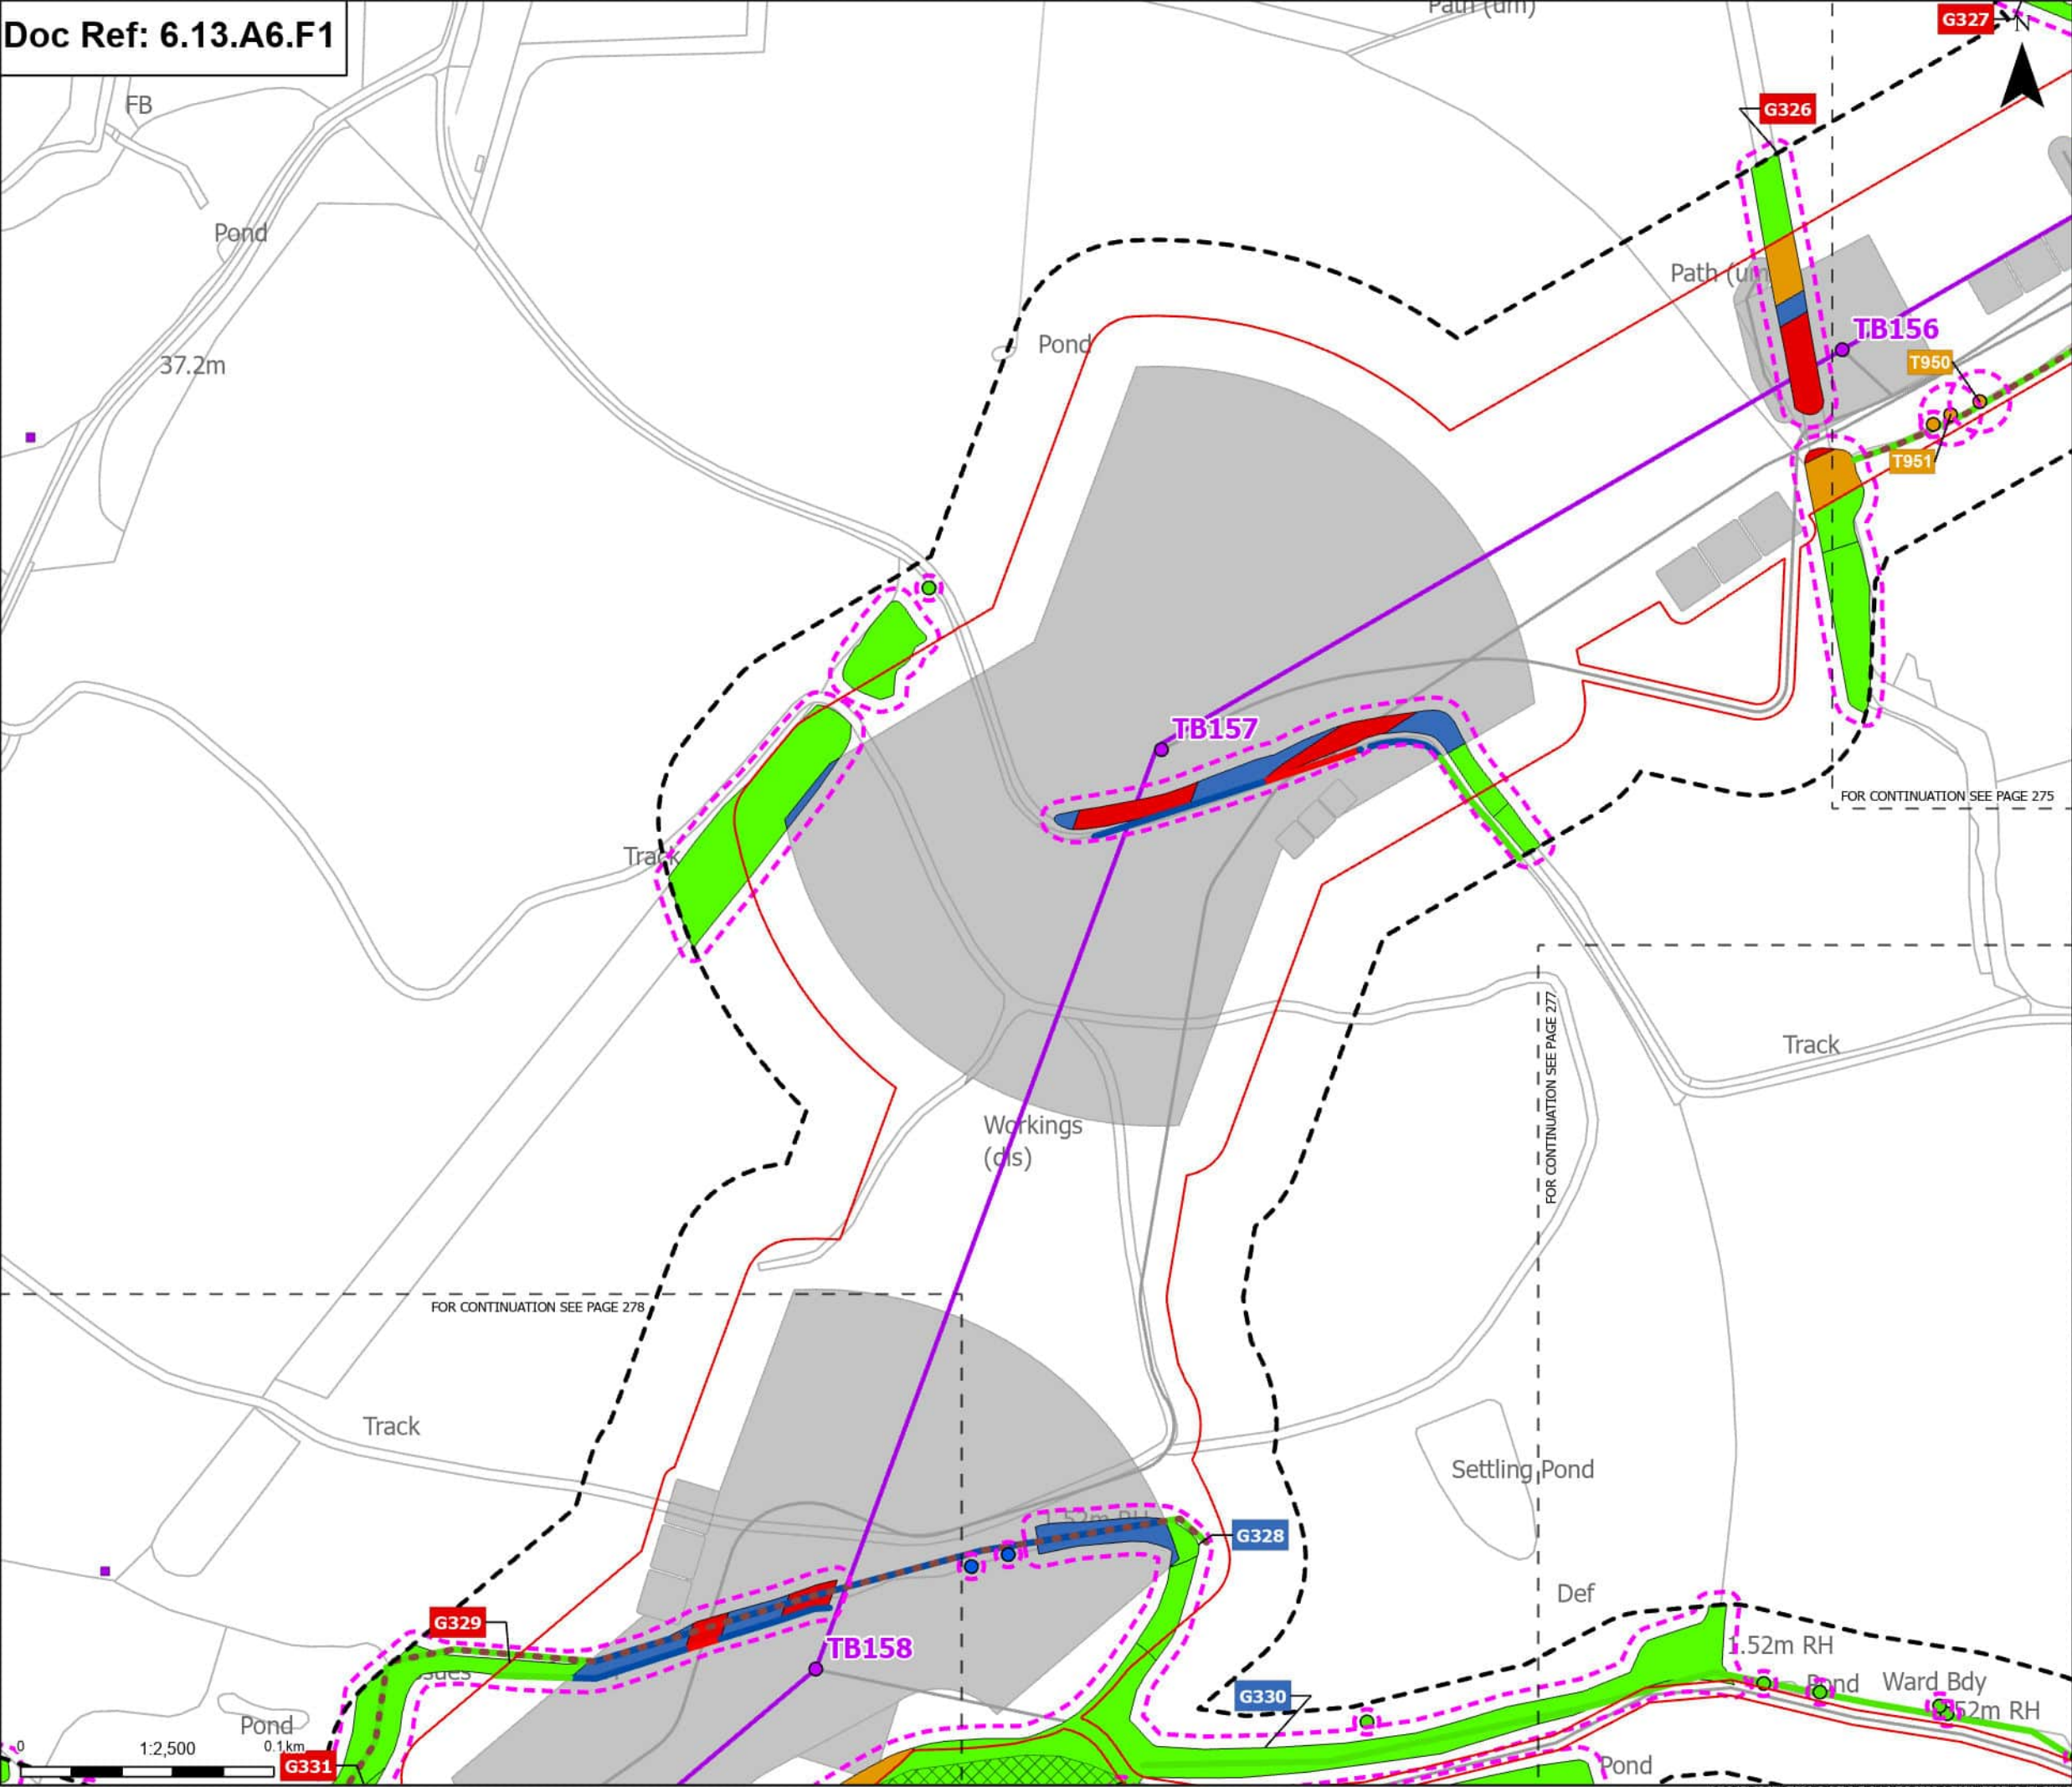 Doc Ref: 6.13.A6.F1
Path (um)
G327
N
FB
G326
Pond
Path (um)
TB156
Pond
37.2m
T950
T951
TB157
FOR CONTINUATION SEE PAGE 275
Track
FOR CONTINUATION SEE PAGE 277
Track
Workings
(dis)
FOR CONTINUATION SEE PAGE 278
Track
Settling Pond
1.52m RH
G328
Def
G329
TB158
1.52m RH
Pond
Ward Bdy
G330
Pond
0
1:2,500
0.1km
G331
Pond